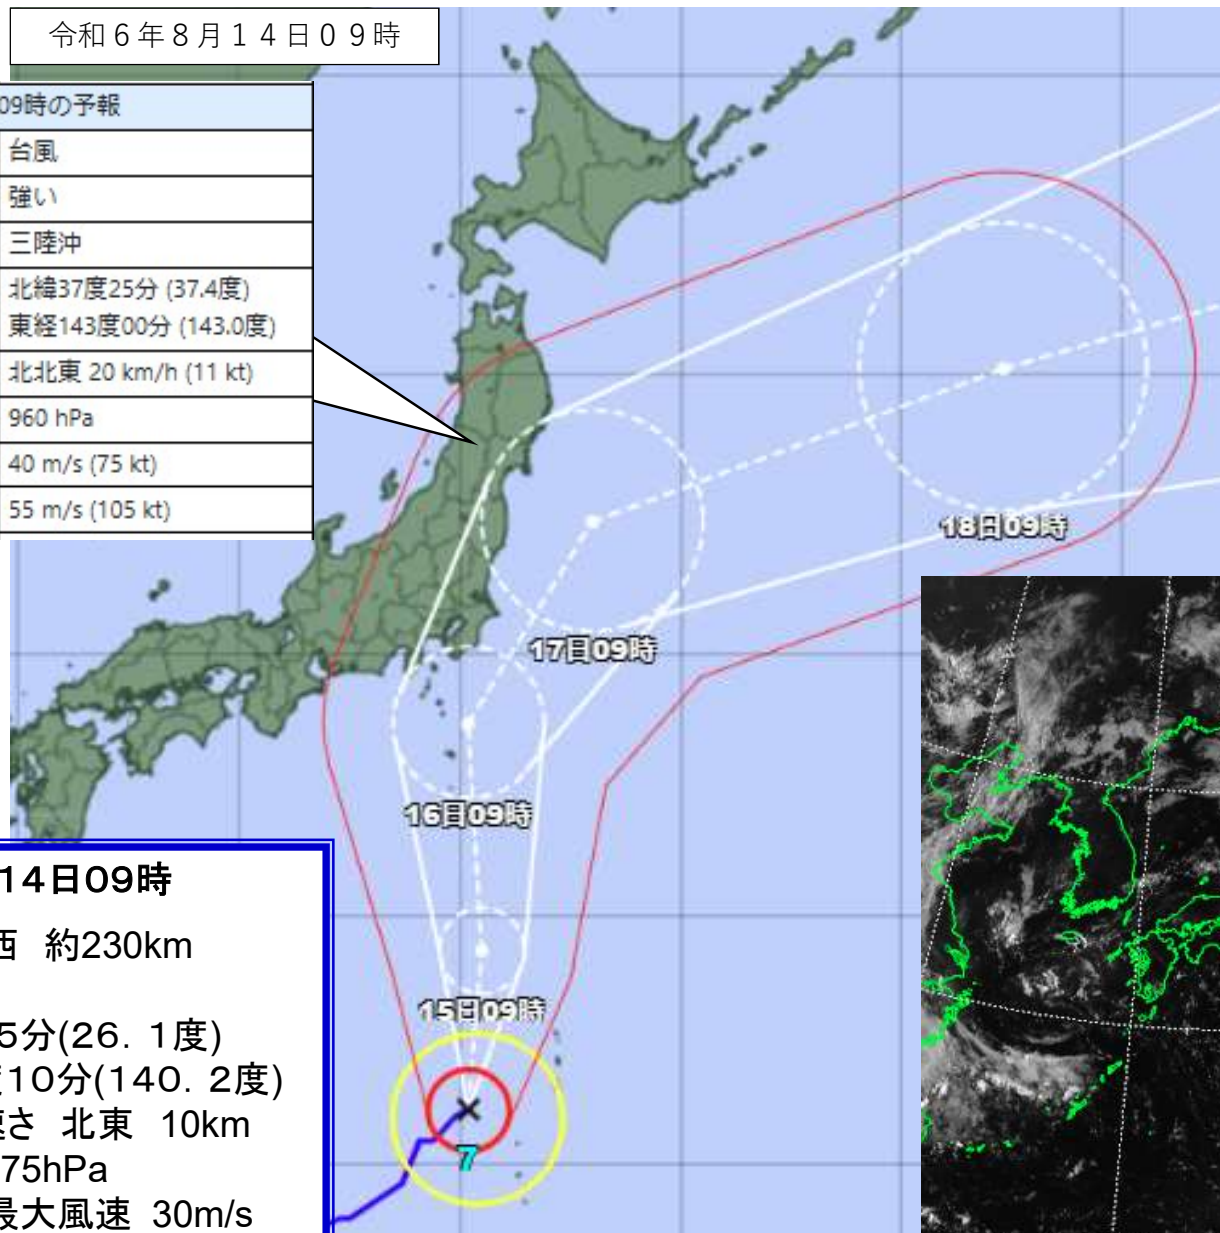 令和６年８月１４日０９時
09時の予報
台風
強い
三陸沖
北緯37度25分 (37.4度)
東経143度00分 (143.0度)
北北東 20 km/h (11 kt)
960 hPa
40 m/s (75 kt)
55 m/s (105 kt)
18日09時
17日09時
16日09時
15日09時
7
14日09時
西 約230km
5分(26．1度)
度10分(140．2度)
速さ 北東 10km
75hPa
最大風速 30m/s